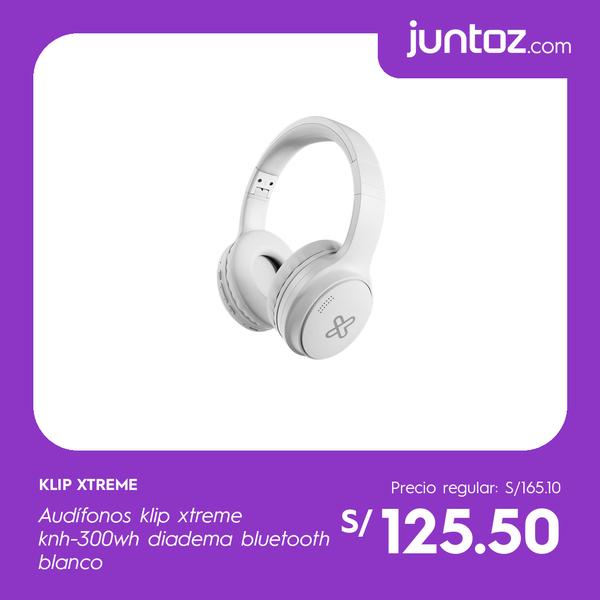 juntoz.com
KLIP XTREME
Audífonos klip xtreme
knh-300wh diadema bluetooth
blanco
Precio regular: S/165.10
S/125.50